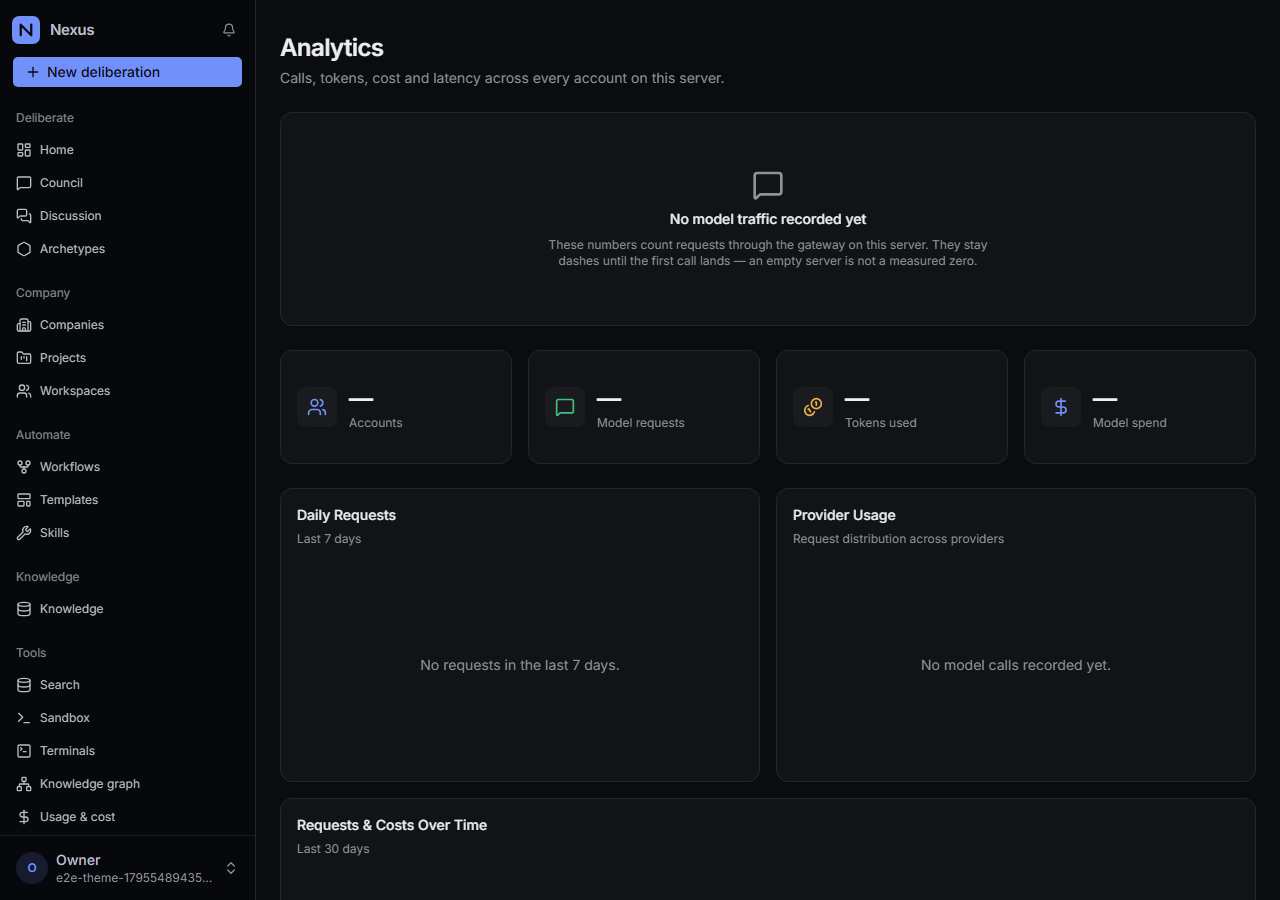 Nexus
New deliberation
Deliberate
Home
Council
Discussion
Archetypes
Company
Companies
Projects
Workspaces
Automate
Workflows
Templates
Skills
Knowledge
Knowledge
Tools
Search
Sandbox
Terminals
Knowledge graph
Usage & cost
O
Owner
e2e-theme-17955489435...
Analytics
Calls, tokens, cost and latency across every account on this server.
No model traffic recorded yet
These numbers count requests through the gateway on this server. They stay
dashes until the first call lands — an empty server is not a measured zero.
—
Accounts
—
Model requests
—
Tokens used
—
Model spend
Daily Requests
Last 7 days
No requests in the last 7 days.
Provider Usage
Request distribution across providers
No model calls recorded yet.
Requests & Costs Over Time
Last 30 days